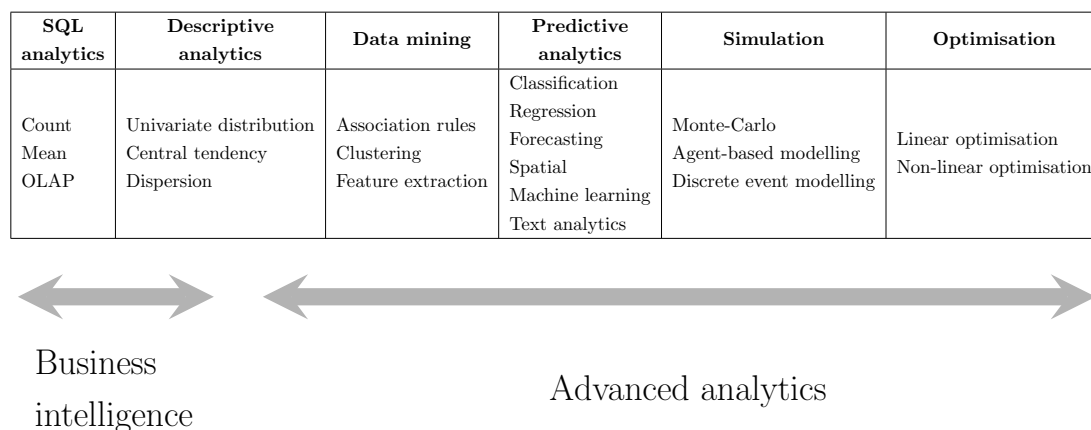 SQL analytics
Descriptive analytics
Data mining
Predictive analytics
Simulation
Optimisation
Count
Mean
OLAP
Univariate distribution
Central tendency
Dispersion
Association rules
Clustering
Feature extraction
Classification
Regression
Forecasting
Spatial
Machine learning
Text analytics
Monte-Carlo
Agent-based modelling
Discrete event modelling
Linear optimisation
Non-linear optimisation
Business
intelligence
Advanced analytics